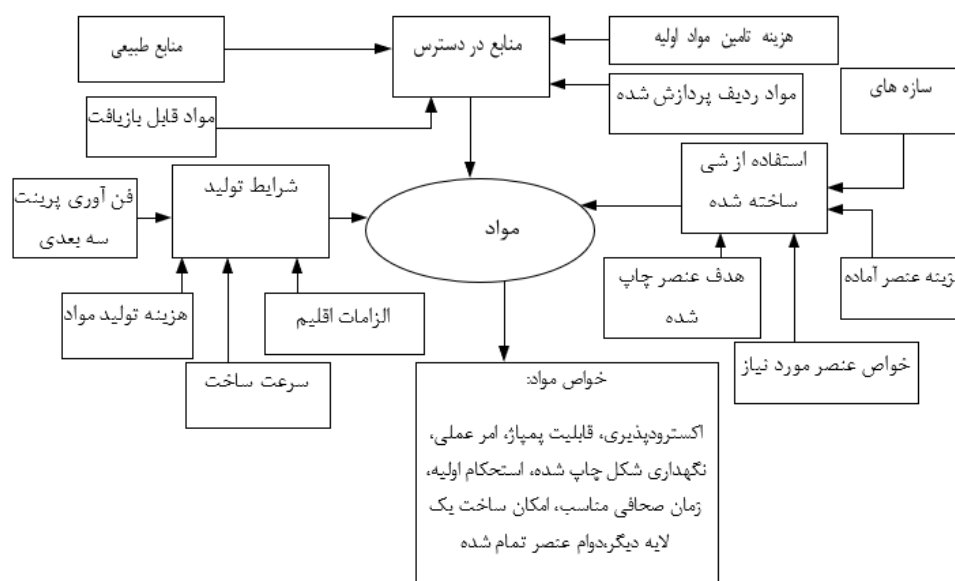 منابع طبیعی
منابع در دسترس
هزینه تامین مواد اولیه
مواد ردیف پردازش شده
مواد قابل بازیافت
سازه های
شرایط تولید
استفاده از شی
ساخته شده
فن آوری پرینت
سه بعدی
مواد
هدف عنصر چاپ
شده
هزینه تولید مواد
الزامات اقلیم
سرعت ساخت
خواص عنصر مورد نیاز
عنصر آماده
خواص مواد:
اکسترودپذیری، قابلیت پمپاژ، امر عملی،
نگهداری شکل چاپ شده، استحکام اولیه،
زمان صحافی مناسب، امکان ساخت یک
لایه دیگر،دوام عنصر تمام شده